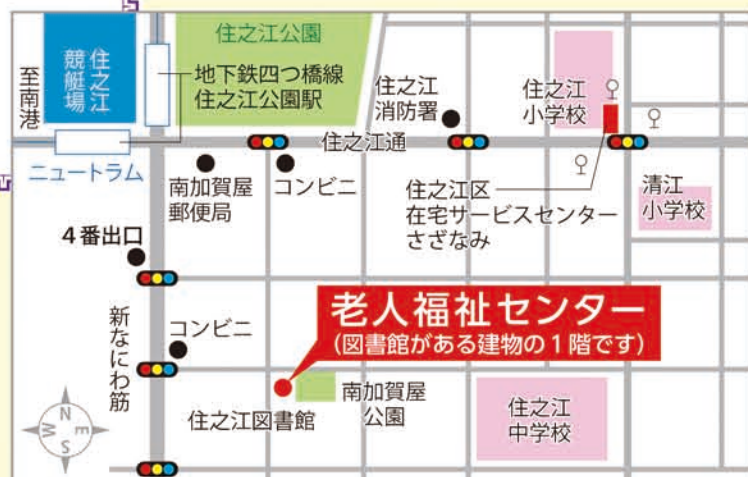 住之江公園
住之江
競艇場
至南港
地下鉄四つ橋線
住之江公園駅
住之江
消防署
住之江
小学校
住之江通
ニュートラム
南加賀屋
郵便局
コンビニ
住之江区
在宅サービスセンター
さざなみ
清江
小学校
4番出口
新なにわ筋
コンビニ
老人福祉センター
(図書館がある建物の1階です)
住之江図書館
南加賀屋
公園
住之江
中学校
N
W
E
S